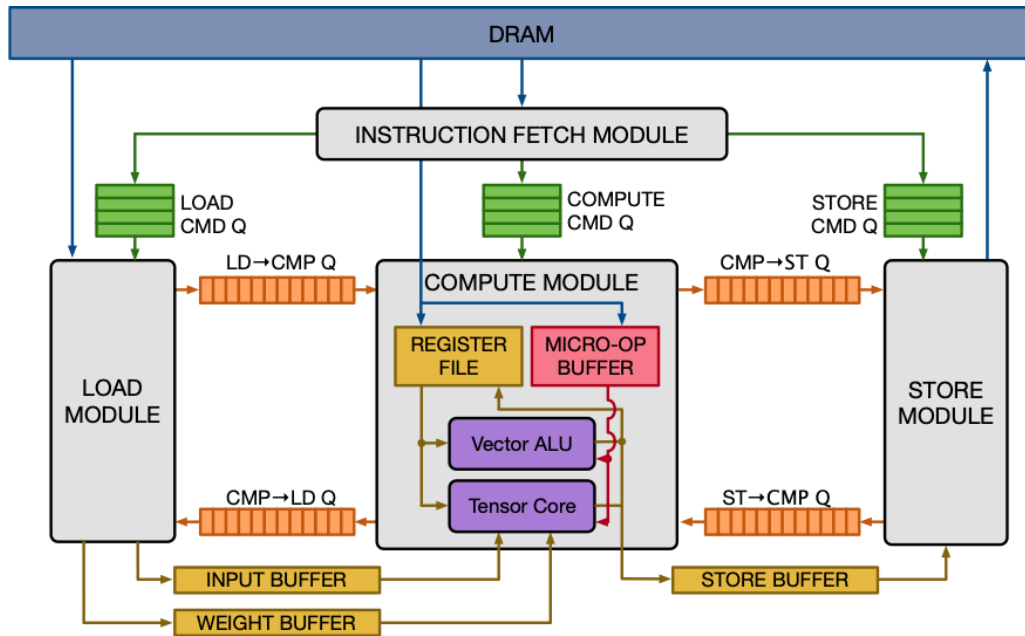 DRAM
INSTRUCTION FETCH MODULE
LOAD
CMD Q
COMPUTE
CMD Q
STORE
CMD Q
LD→CMP Q
COMPUTE MODULE
CMP→ST Q
REGISTER
FILE
MICRO-OP
BUFFER
LOAD
MODULE
STORE
MODULE
Vector ALU
Tensor Core
CMP→LD Q
ST→CMP Q
INPUT BUFFER
STORE BUFFER
WEIGHT BUFFER